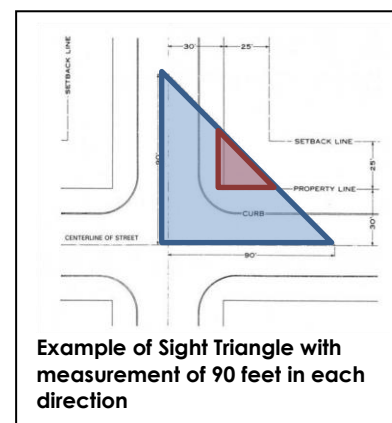 30'
25'
SETBACK LINE
90'
SETBACK LINE
25'
PROPERTY LINE
CURB
30'
CENTERLINE OF STREET
90'
Example of Sight Triangle with
measurement of 90 feet in each
direction